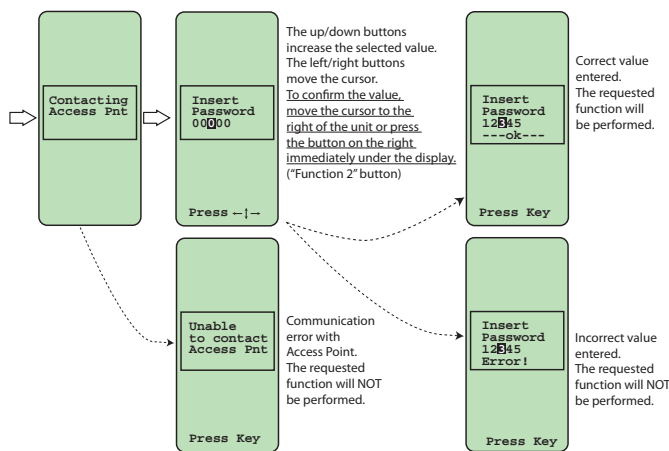 Contacting
Access Pnt
Insert
Password
00000
Press ←↕→
The up/down buttons
increase the selected value.
The left/right buttons
move the cursor.
To confirm the value,
move the cursor to the
right of the unit or press
the button on the right
immediately under the display.
("Function 2" button)
Insert
Password
12345
---ok---
Press Key
Correct value
entered.
The requested
function will
be performed.
Unable
to contact
Access Pnt
Press Key
Communication
error with
Access Point.
The requested
function will NOT
be performed.
Insert
Password
12345
Error!
Press Key
Incorrect value
entered.
The requested
function will NOT
be performed.